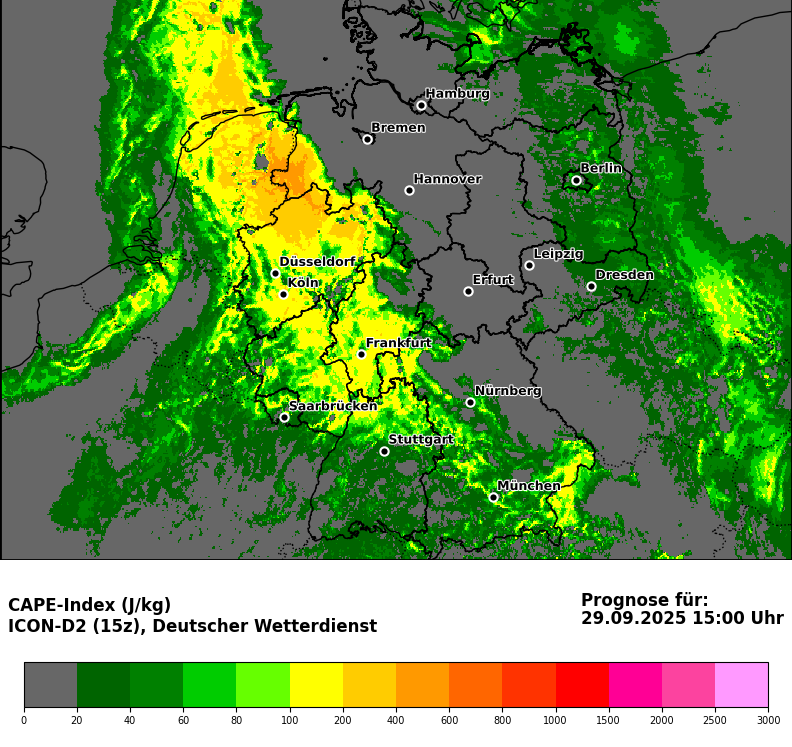 Hamburg
Bremen
Berlin
Hannover
Leipzig
Düsseldorf
Dresden
Köln
Erfurt
Frankfurt
Nürnberg
Saarbrücken
Stuttgart
München
CAPE-Index (J/kg)
ICON-D2 (15z), Deutscher Wetterdienst
Prognose für:
29.09.2025 15:00 Uhr
0 20 40 60 80 100 200 400 600 800 1000 1500 2000 2500 3000